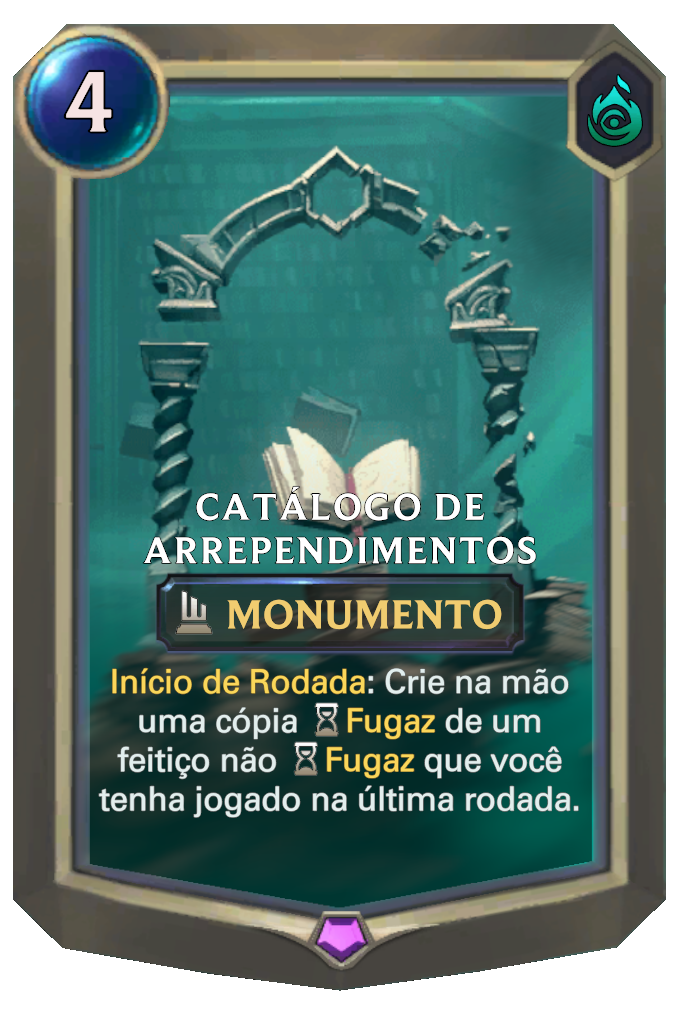 4
CATÁLOGO DE
ARREPENDIMENTOS
MONUMENTO
Início de Rodada: Crie na mão
uma cópia Fugaz de um
feitiço não Fugaz que você
tenha jogado na última rodada.